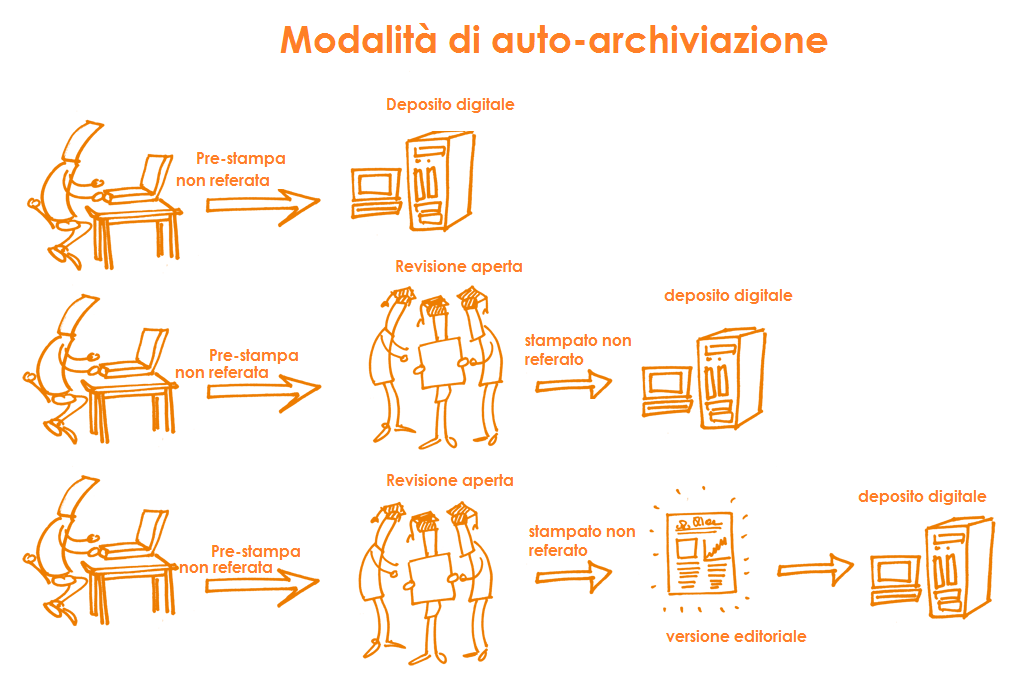 Modalità di auto-archiviazione
Deposito digitale
Pre-stampa
non referata
Revisione aperta
deposito digitale
stampato non
referato
Pre-stampa
non referata
Revisione aperta
deposito digitale
stampato non
referato
Pre-stampa
non referata
versione editoriale